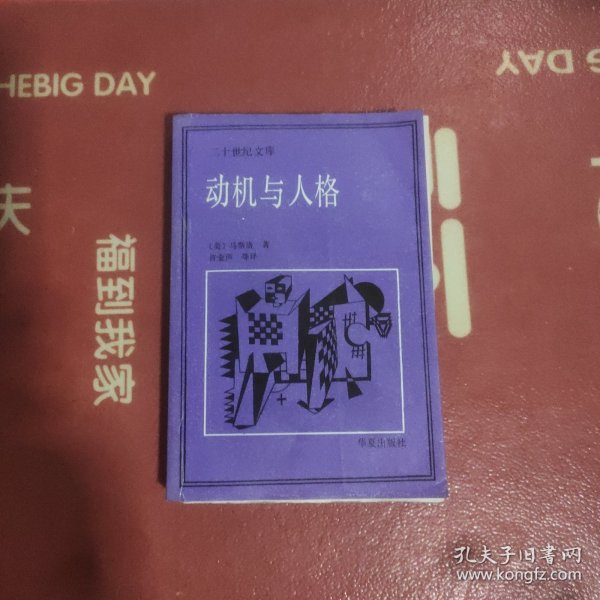 HEBIG DAY
YAD
福到我家
二十世纪文库
动机与人格
〔美〕马斯洛 著
许金声 等译
华夏出版社
孔夫子旧书网
www.kongfz.com